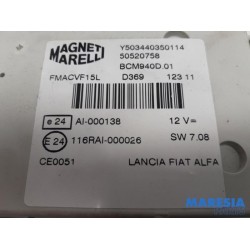 MAGNETI
MARELLI
Y503440350114
50520758
BCM940D.01
FMACVF15L D369 123 11
e 24 AI-000138 12 V=
E 24 116RAI-000026 SW 7.08
CE0051 LANCIA FIAT ALFA
MARESIA